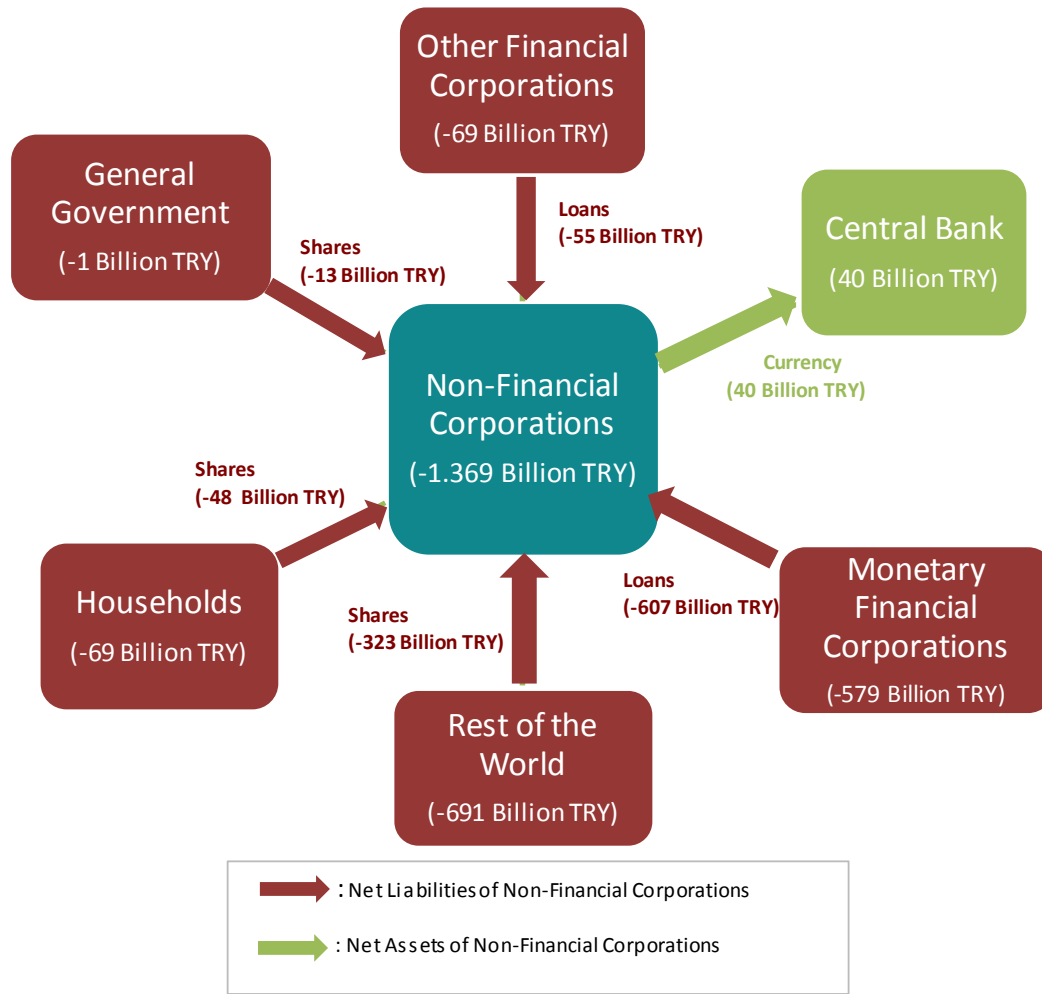 Other Financial
Corporations
(-69 Billion TRY)
General
Government
(-1 Billion TRY)
Loans
(-55 Billion TRY)
Central Bank
(40 Billion TRY)
Shares
(-13 Billion TRY)
Non-Financial
Corporations
(-1.369 Billion TRY)
Currency
(40 Billion TRY)
Shares
(-48 Billion TRY)
Households
(-69 Billion TRY)
Shares
(-323 Billion TRY)
Loans
(-607 Billion TRY)
Monetary
Financial
Corporations
(-579 Billion TRY)
Rest of the
World
(-691 Billion TRY)
: Net Liabilities of Non-Financial Corporations
: Net Assets of Non-Financial Corporations